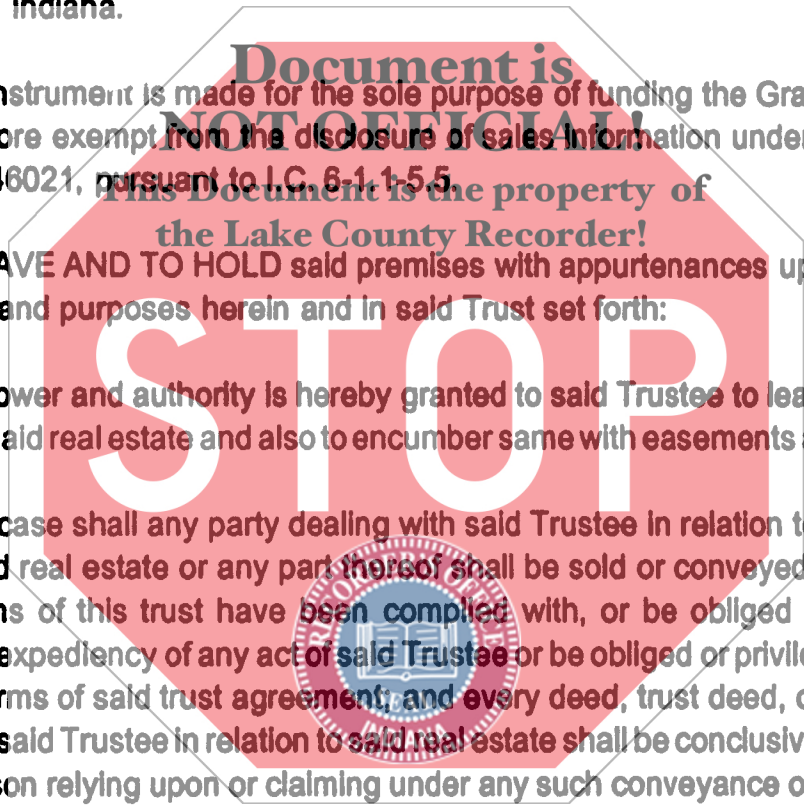 Indiana.
Document is
nstrument is made for the sole purpose of funding the Gra
NOT OFFICIAL!
ore exempt from the disclosure of sales information under
46021, pursuant to I.C. 6-1.1-5.5.
This Document is the property of
the Lake County Recorder!
AVE AND TO HOLD said premises with appurtenances up
and purposes herein and in said Trust set forth:
STOP
ower and authority is hereby granted to said Trustee to lea
aid real estate and also to encumber same with easements
case shall any party dealing with said Trustee in relation t
d real estate or any part thereof shall be sold or conveyed
ns of this trust have been complied with, or be obliged
expediency of any act of said Trustee or be obliged or privile
rms of said trust agreement; and every deed, trust deed,
said Trustee in relation to said real estate shall be conclusiv
son relying upon or claiming under any such conveyance o
RECORDER'S OFFICE
SEAL
INDIANA